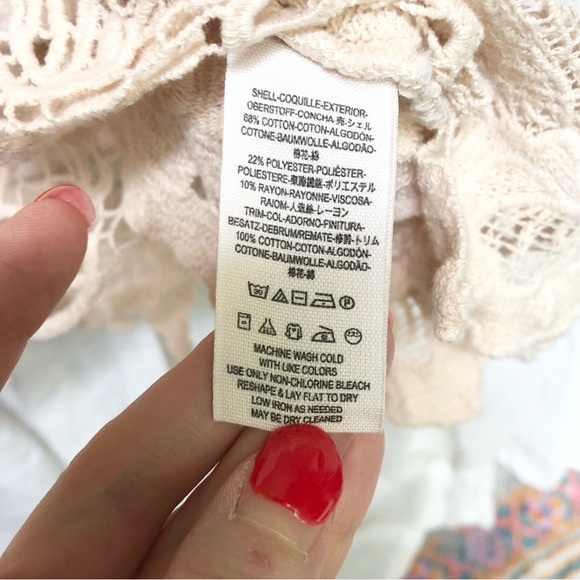 SHELL-COQUILLE-EXTERIOR-
OBERSTOFF-CONCHA-売-シェル
68% COTTON-COTON-ALGODÓN-
COTONE-BAUMWOLLE-ALGODÃO-
棉花-綿
22% POLYESTER-POLIÉSTER-
POLIESTERE-聚酯纖維-ポリエステル
10% RAYON-RAYONNE-VISCOSA-
RAIOM-人造絲-レーヨン
TRIM-COL-ADORNO-FINITURA-
BESATZ-DEBRUM/REMATE-修剪-トリム
100% COTTON-COTON-ALGODÓN-
COTONE-BAUMWOLLE-ALGODÃO-
棉花-綿
30 P
MACHINE WASH COLD
WITH LIKE COLORS
USE ONLY NON-CHLORINE BLEACH
RESHAPE & LAY FLAT TO DRY
LOW IRON AS NEEDED
MAY BE DRY CLEANED